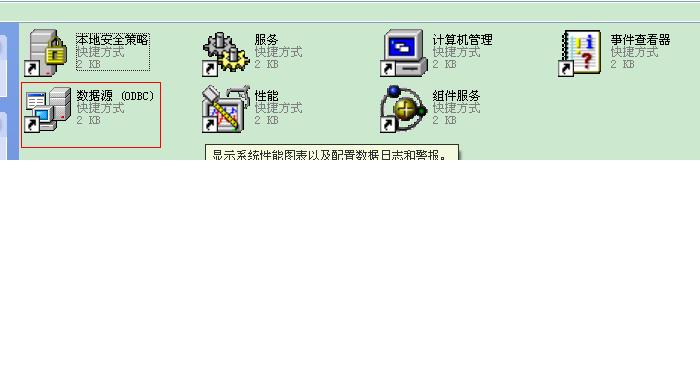 本地安全策略
快捷方式
2 KB
服务
快捷方式
2 KB
计算机管理
快捷方式
2 KB
事件查看器
快捷方式
2 KB
数据源 (ODBC)
快捷方式
2 KB
性能
快捷方式
2 KB
组件服务
快捷方式
2 KB
显示系统性能图表以及配置数据日志和警报。